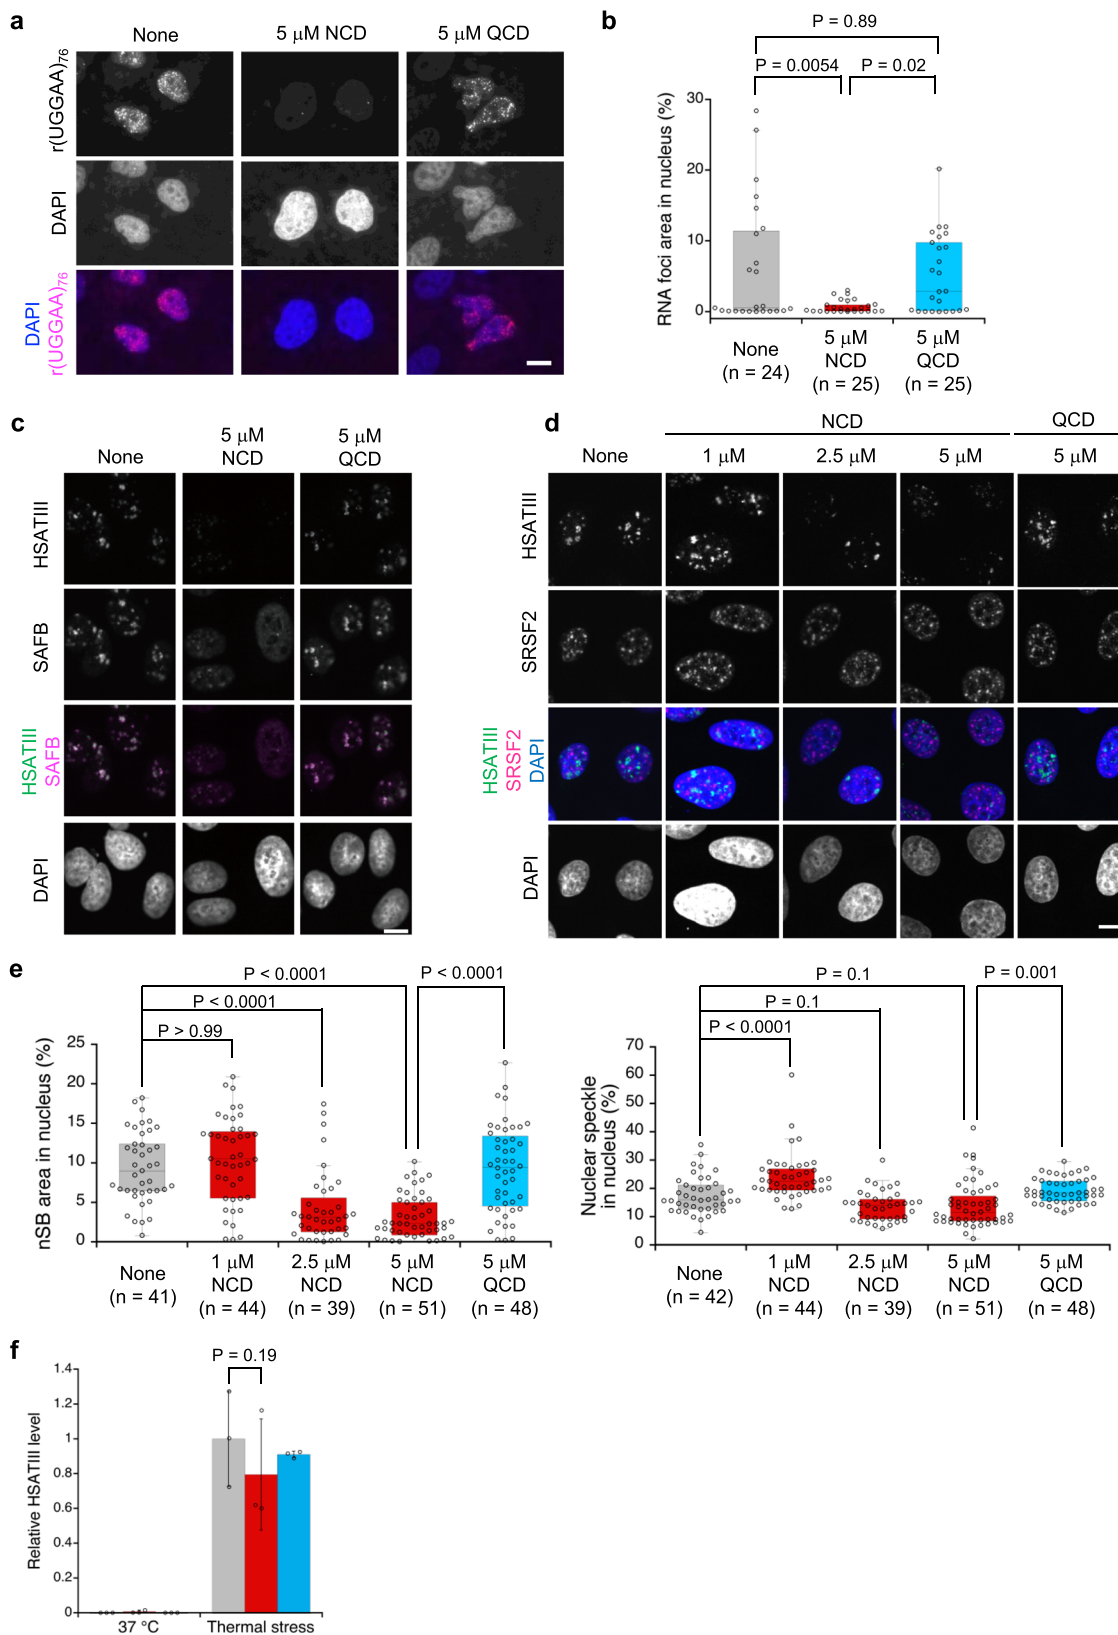 a
None
5 μM NCD
5 μM QCD
r(UGGAA)76
DAPI
DAPI
r(UGGAA)76
b
P = 0.89
P = 0.0054
P = 0.02
RNA foci area in nucleus (%)
30
20
10
0
None
(n = 24)
5 μM
NCD
(n = 25)
5 μM
QCD
(n = 25)
c
None
5 μM
NCD
5 μM
QCD
HSATIII
SAFB
HSATIII
SAFB
DAPI
d
NCD
QCD
None
1 μM
2.5 μM
5 μM
5 μM
HSATIII
SRSF2
HSATIII
SRSF2
DAPI
DAPI
e
P < 0.0001
P < 0.0001
P < 0.0001
P > 0.99
nSB area in nucleus (%)
25
20
15
10
5
0
None
(n = 41)
1 μM
NCD
(n = 44)
2.5 μM
NCD
(n = 39)
5 μM
NCD
(n = 51)
5 μM
QCD
(n = 48)
P = 0.1
P = 0.001
P = 0.1
P < 0.0001
Nuclear speckle
in nucleus (%)
70
60
50
40
30
20
10
0
None
(n = 42)
1 μM
NCD
(n = 44)
2.5 μM
NCD
(n = 39)
5 μM
NCD
(n = 51)
5 μM
QCD
(n = 48)
f
P = 0.19
Relative HSATIII level
1.4
1.2
1
0.8
0.6
0.4
0.2
0
37 °C
Thermal stress